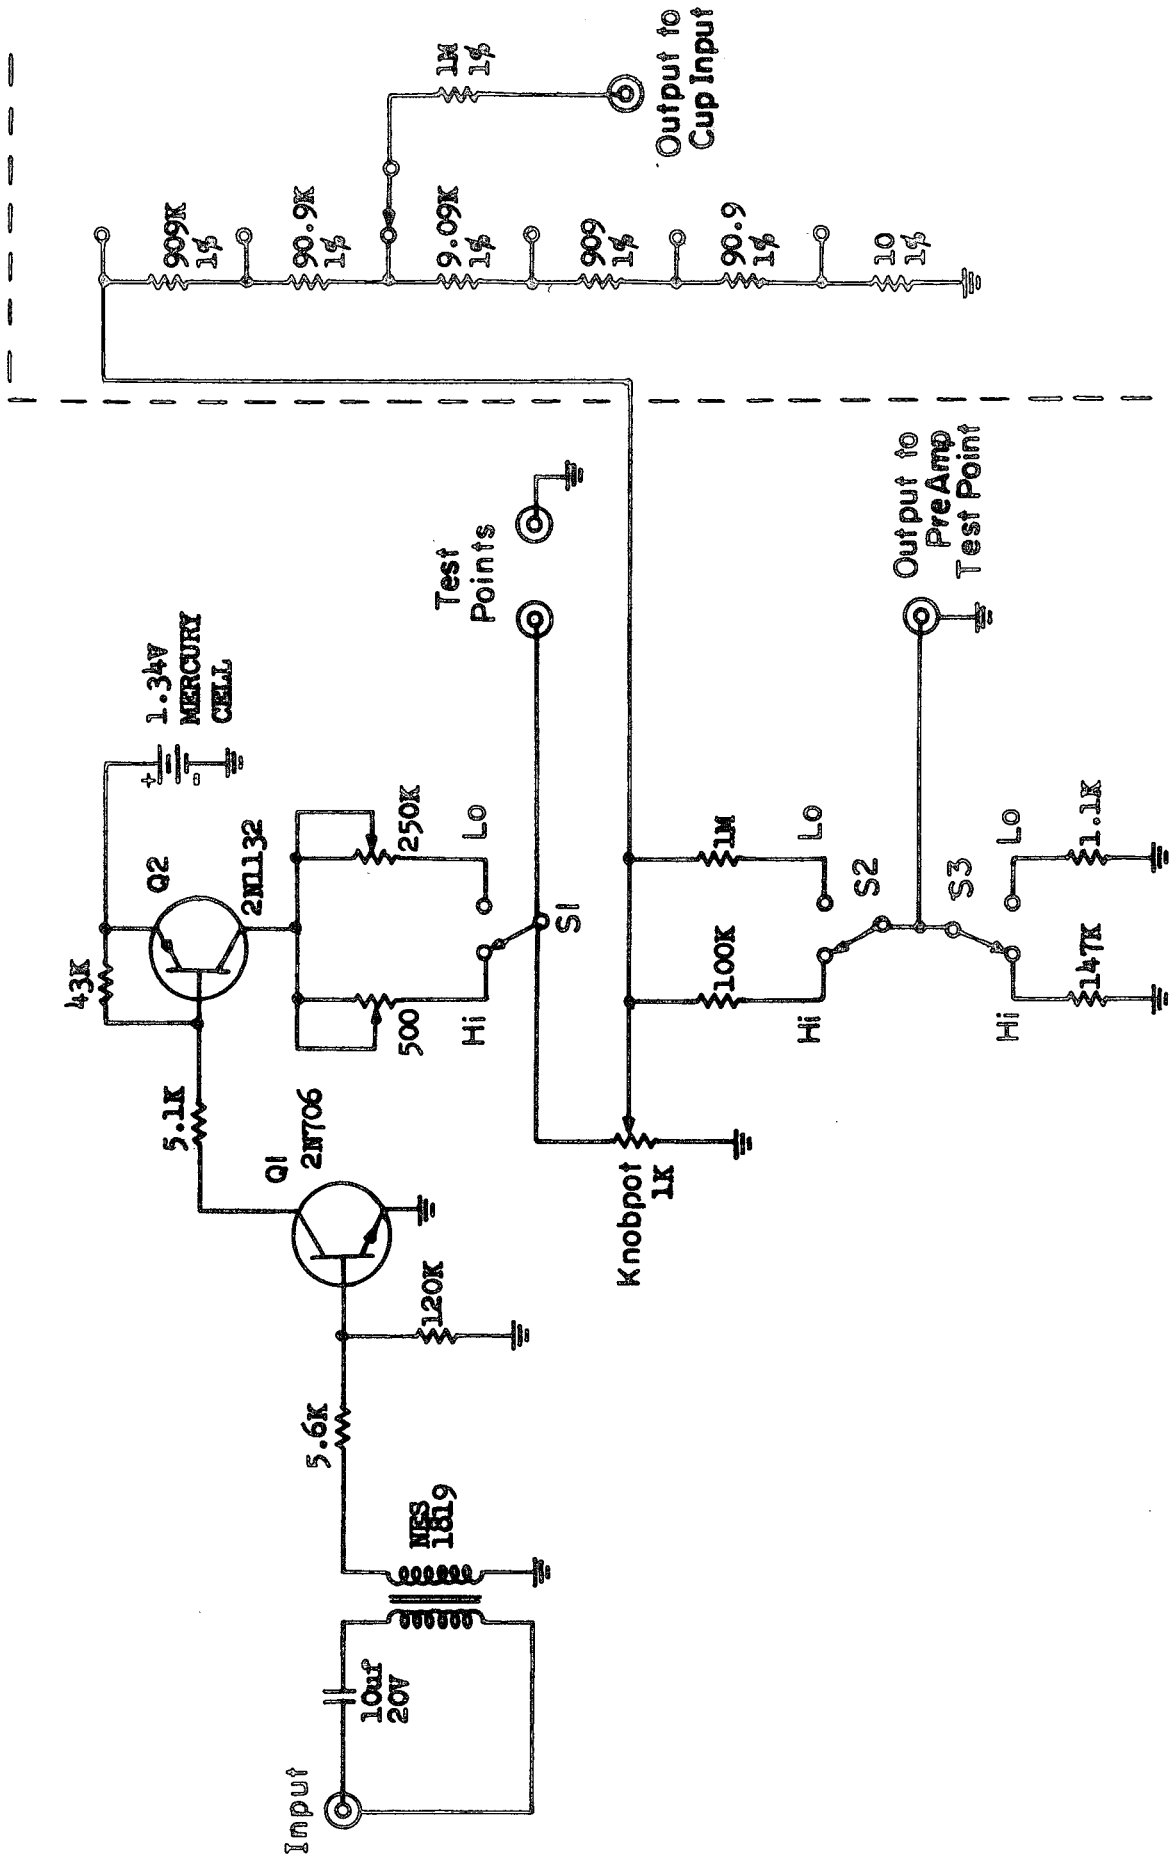 Input
10uf
20V
NES
1819
5.6K
120K
Q1
2N706
5.1K
43K
Q2
2N1132
1.34V
MERCURY
CELL
+
-
500
250K
Hi
Lo
S1
Test
Points
Knobpot
1K
100K
1M
Hi
Lo
S2
S3
Hi
Lo
147K
1.1K
Output to
Pre Amp
Test Point
909K
1%
90.9K
1%
9.09K
1%
909
1%
90.9
1%
10
1%
1M
1%
Output to
Cup Input